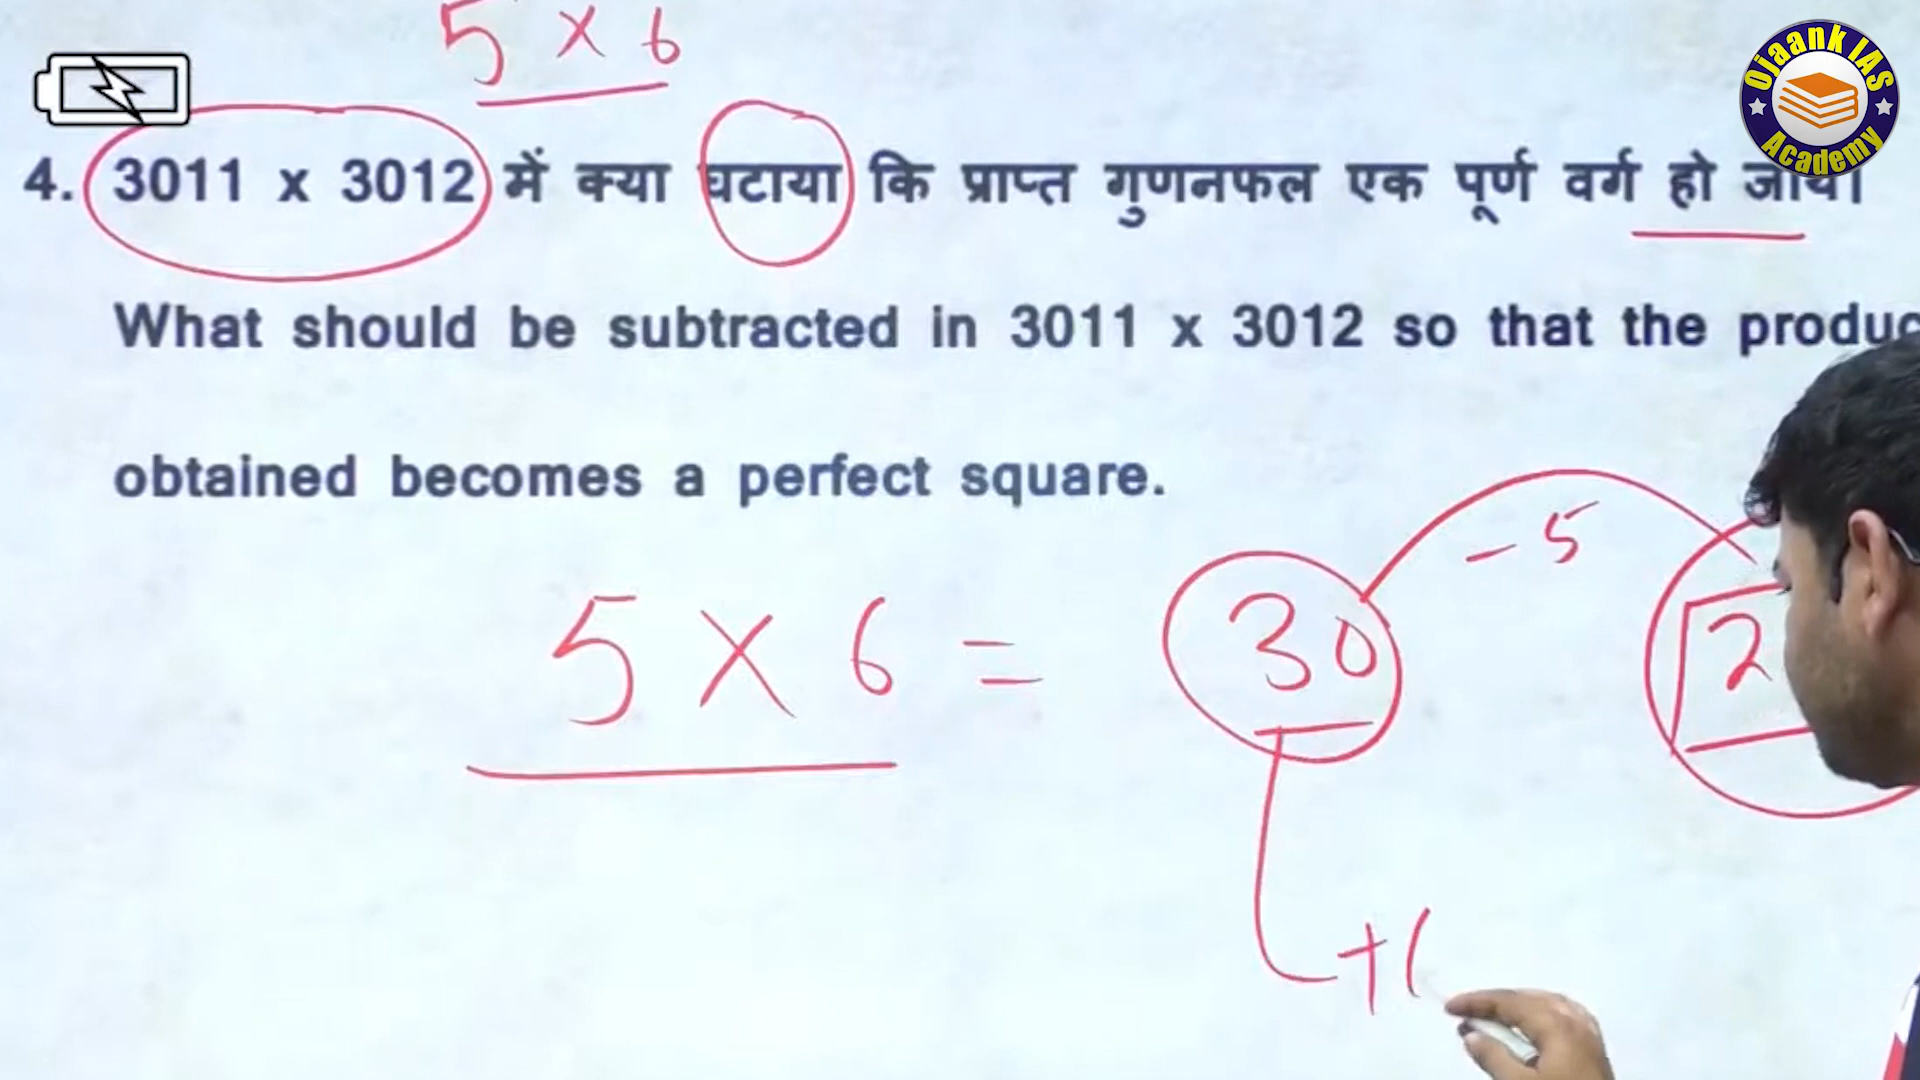 5 × 6
Ojaank IAS
Academy
4. 3011 x 3012 में क्या घटाया कि प्राप्त गुणनफल एक पूर्ण वर्ग हो जाये।
What should be subtracted in 3011 x 3012 so that the produc
obtained becomes a perfect square.
- 5
5 × 6 = 30 2
+